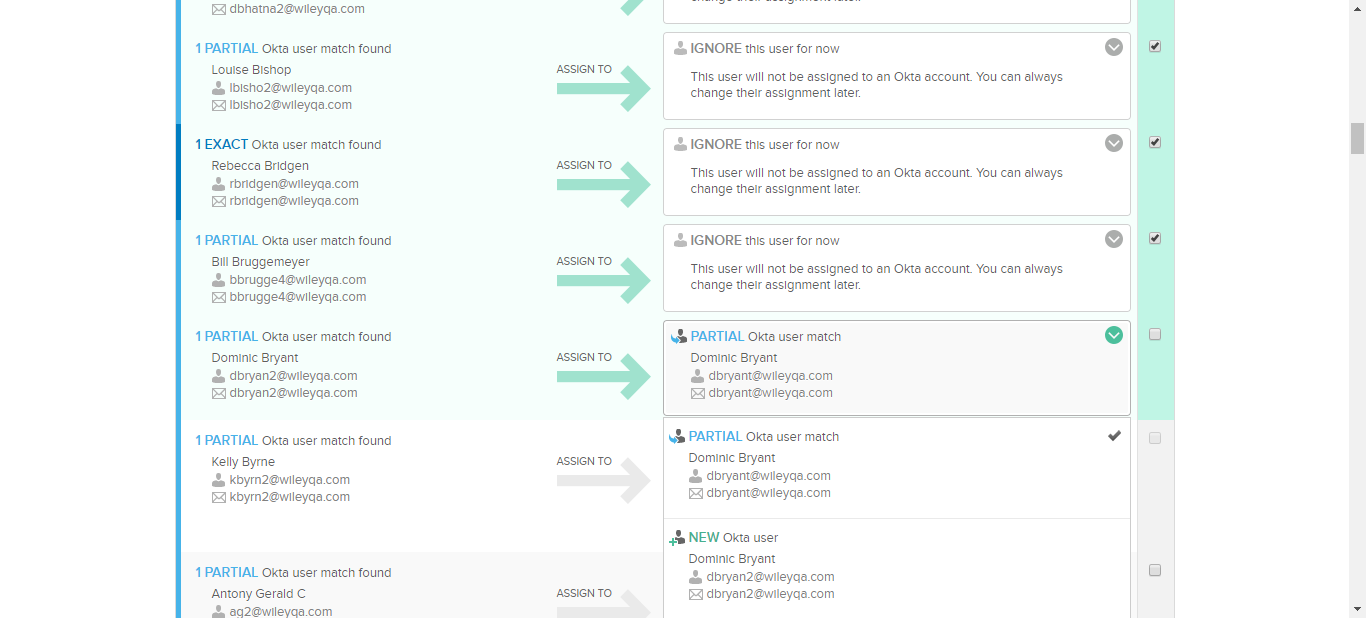 dbhatna2@wileyqa.com
1 PARTIAL Okta user match found
Louise Bishop
lbisho2@wileyqa.com
lbisho2@wileyqa.com
ASSIGN TO
IGNORE this user for now
This user will not be assigned to an Okta account. You can always
change their assignment later.
1 EXACT Okta user match found
Rebecca Bridgen
rbridgen@wileyqa.com
rbridgen@wileyqa.com
ASSIGN TO
IGNORE this user for now
This user will not be assigned to an Okta account. You can always
change their assignment later.
1 PARTIAL Okta user match found
Bill Bruggemeyer
bbrugge4@wileyqa.com
bbrugge4@wileyqa.com
ASSIGN TO
IGNORE this user for now
This user will not be assigned to an Okta account. You can always
change their assignment later.
1 PARTIAL Okta user match found
Dominic Bryant
dbryan2@wileyqa.com
dbryan2@wileyqa.com
ASSIGN TO
PARTIAL Okta user match
Dominic Bryant
dbryant@wileyqa.com
dbryant@wileyqa.com
1 PARTIAL Okta user match found
Kelly Byrne
kbyrn2@wileyqa.com
kbyrn2@wileyqa.com
ASSIGN TO
PARTIAL Okta user match
Dominic Bryant
dbryant@wileyqa.com
dbryant@wileyqa.com
NEW Okta user
Dominic Bryant
dbryan2@wileyqa.com
dbryan2@wileyqa.com
1 PARTIAL Okta user match found
Antony Gerald C
ag2@wileyqa.com
ASSIGN TO